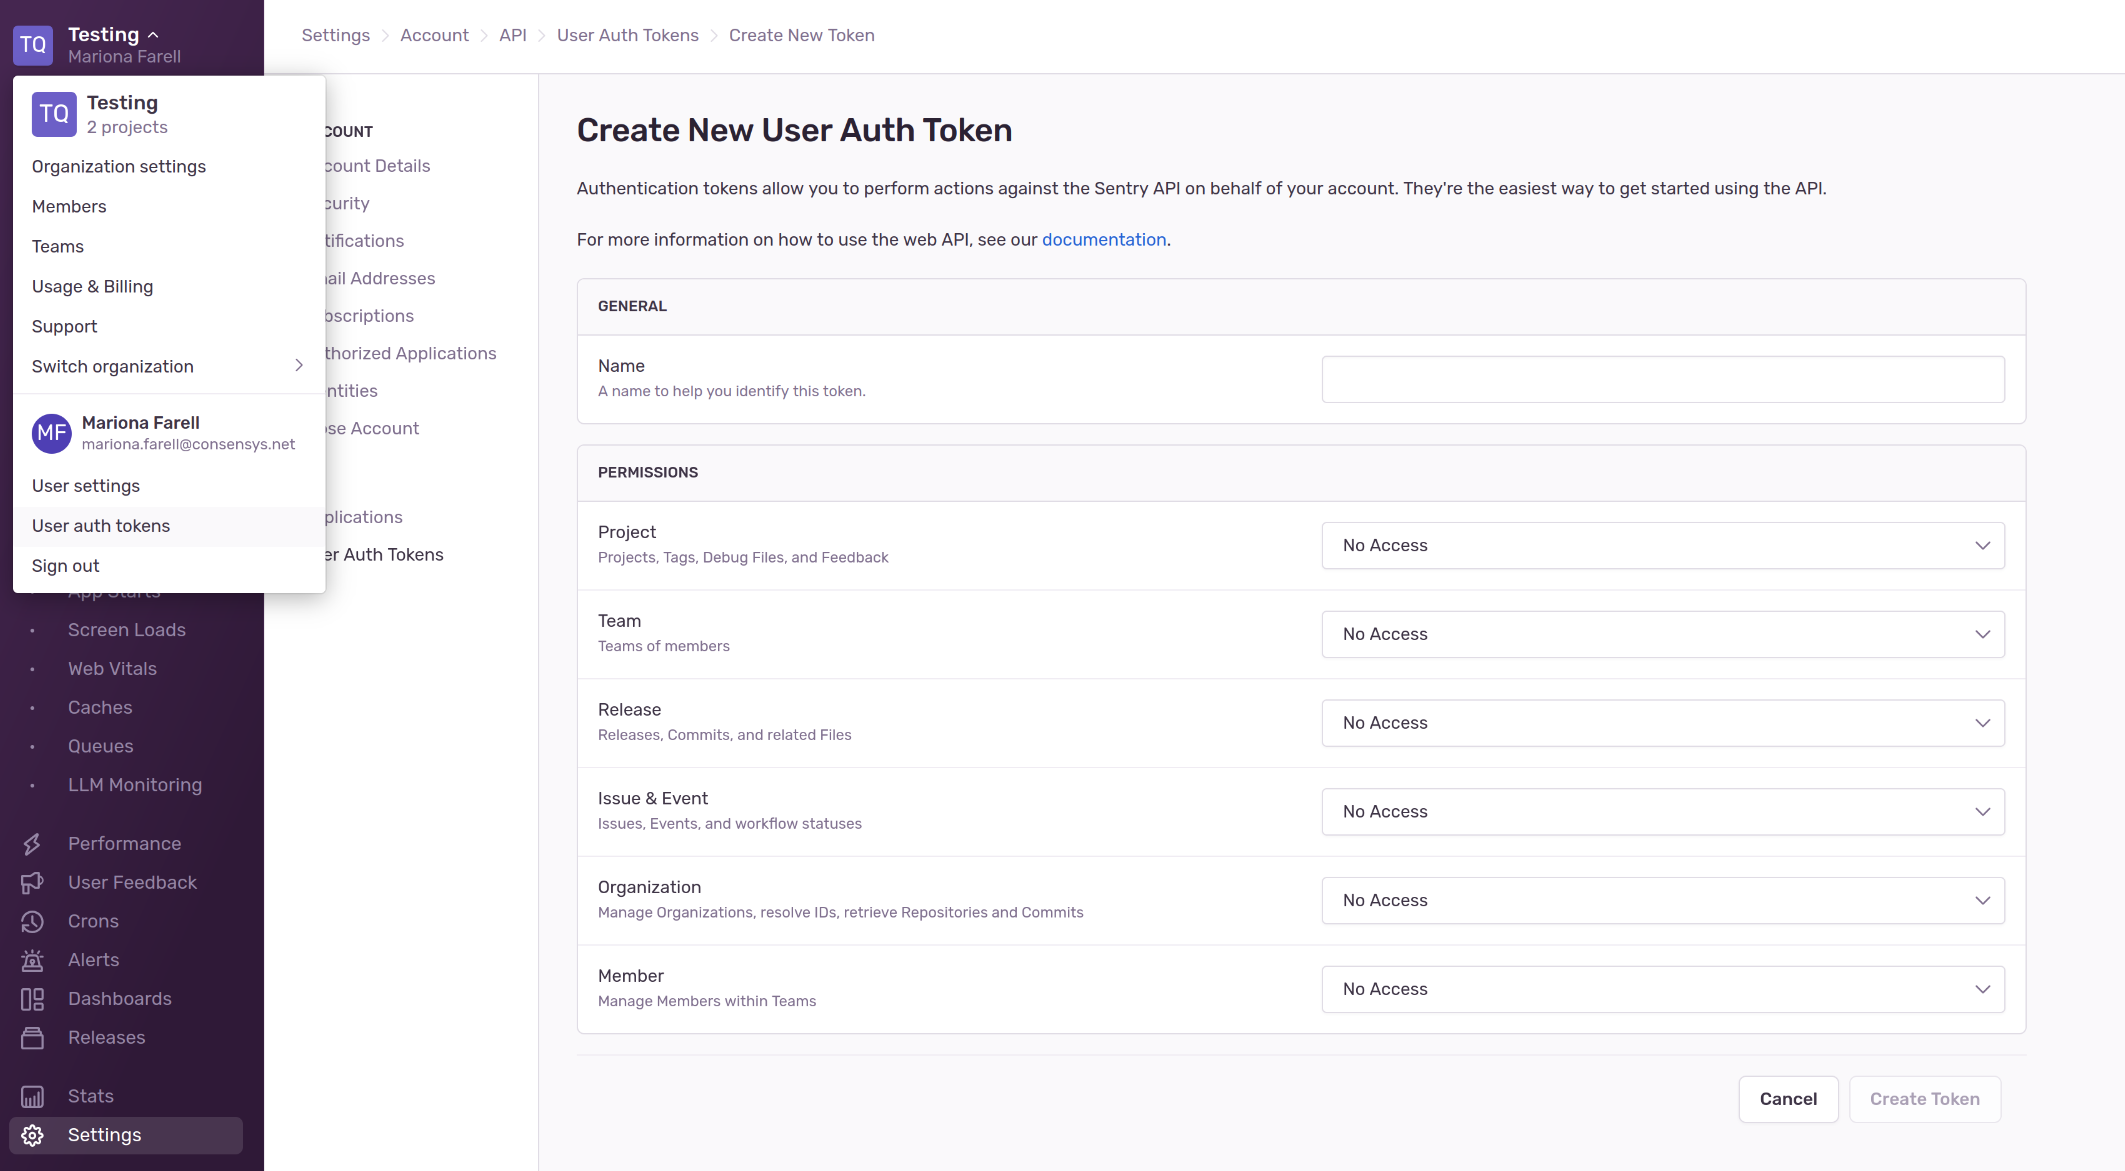 TQ
Testing
Mariona Farell
TQ
Testing
2 projects
Organization settings
Members
Teams
Usage & Billing
Support
Switch organization
MF
Mariona Farell
mariona.farell@consensys.net
User settings
User auth tokens
Sign out
App Starts
Screen Loads
Web Vitals
Caches
Queues
LLM Monitoring
Performance
User Feedback
Crons
Alerts
Dashboards
Releases
Stats
Settings
Settings > Account > API > User Auth Tokens > Create New Token
COUNT
count Details
curity
tifications
ail Addresses
bscriptions
thorized Applications
ntities
ose Account
plications
er Auth Tokens
Create New User Auth Token
Authentication tokens allow you to perform actions against the Sentry API on behalf of your account. They're the easiest way to get started using the API.
For more information on how to use the web API, see our documentation.
GENERAL
Name
A name to help you identify this token.
PERMISSIONS
Project
Projects, Tags, Debug Files, and Feedback
No Access
Team
Teams of members
No Access
Release
Releases, Commits, and related Files
No Access
Issue & Event
Issues, Events, and workflow statuses
No Access
Organization
Manage Organizations, resolve IDs, retrieve Repositories and Commits
No Access
Member
Manage Members within Teams
No Access
Cancel
Create Token